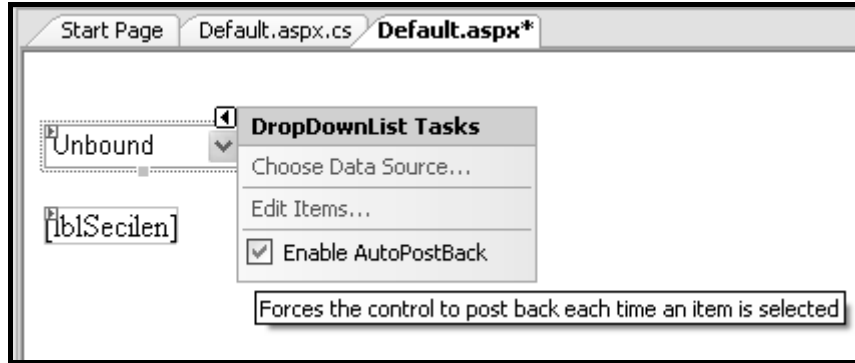 Start Page Default.aspx.cs Default.aspx*
Unbound
DropDownList Tasks
Choose Data Source...
Edit Items...
Enable AutoPostBack
[lblSecilen]
Forces the control to post back each time an item is selected